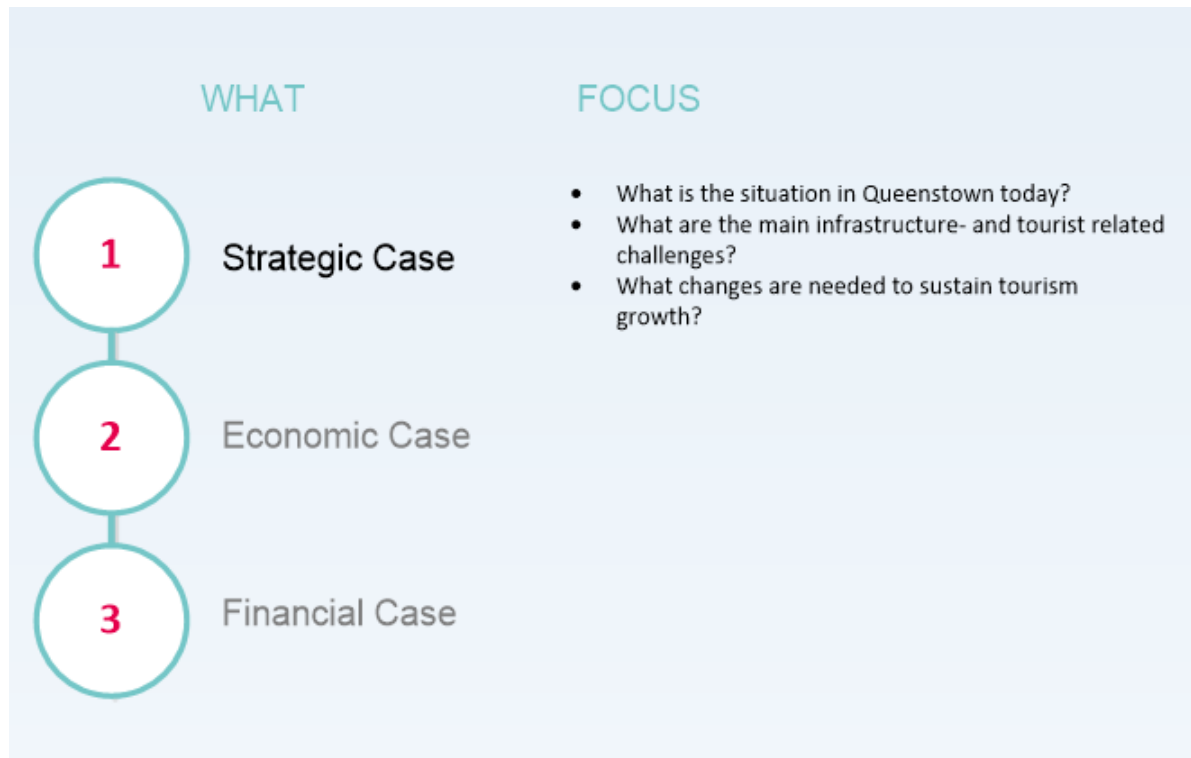 WHAT
FOCUS
1
Strategic Case
• What is the situation in Queenstown today?
• What are the main infrastructure- and tourist related
challenges?
• What changes are needed to sustain tourism
growth?
2
Economic Case
3
Financial Case